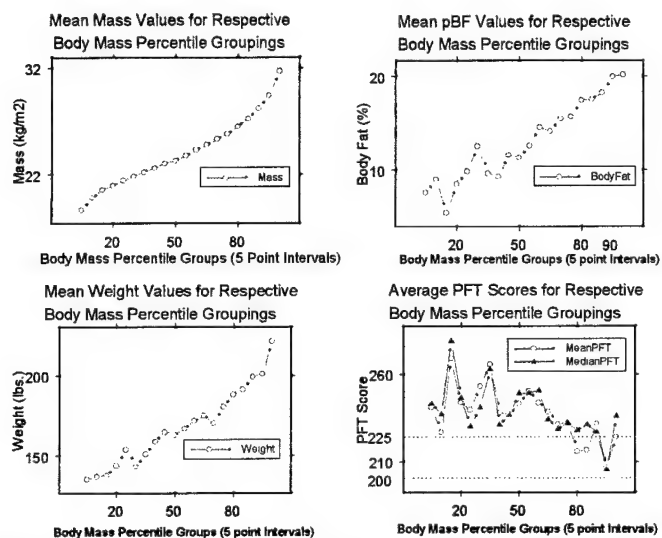 Mean Mass Values for Respective
Body Mass Percentile Groupings
32
22
Mass (kg/m2)
Mass
20
50
80
Body Mass Percentile Groups (5 Point Intervals)
Mean pBF Values for Respective
Body Mass Percentile Groupings
20
10
Body Fat (%)
BodyFat
20
50
80 90
Body Mass Percentile Groups (5 point Intervals)
Mean Weight Values for Respective
Body Mass Percentile Groupings
200
150
Weight (lbs.)
Weight
20
50
80
Body Mass Percentile Groups (5 point Intervals)
Average PFT Scores for Respective
Body Mass Percentile Groupings
MeanPFT
MedianPFT
260
225
210
200
PFT Score
20
50
80
Body Mass Percentile Groups (5 point Intervals)